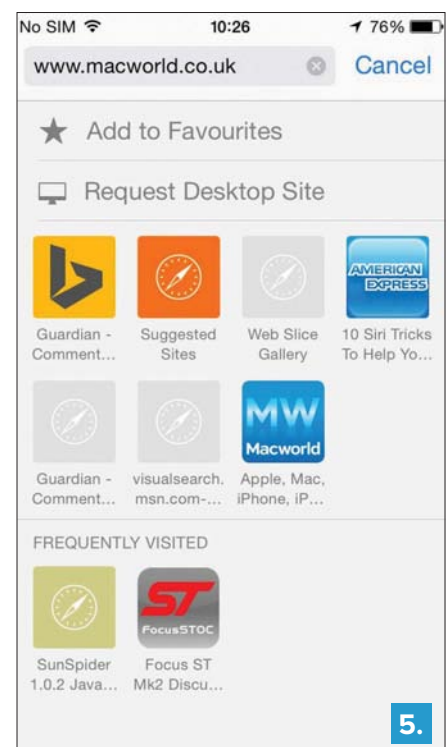 No SIM 10:26 76%
www.macworld.co.uk Cancel
Add to Favourites
Request Desktop Site
AMERICAN
EXPRESS
Guardian - Suggested Web Slice 10 Siri Tricks
Comment... Sites Gallery To Help Yo...
MW
Macworld
Guardian - visualsearch. Apple, Mac,
Comment... msn.com-... iPhone, iP...
FREQUENTLY VISITED
ST
FocusSTOC
SunSpider Focus ST
1.0.2 Java... Mk2 Discu...
5.